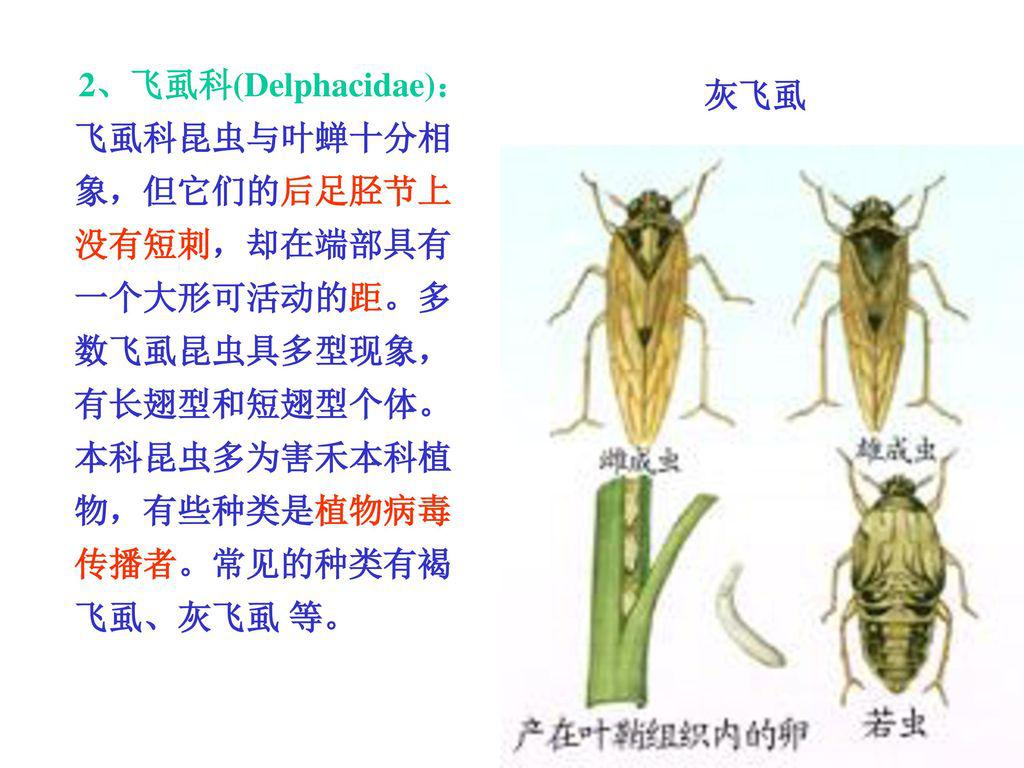 2、飞虱科(Delphacidae)：
飞虱科昆虫与叶蝉十分相
象，但它们的后足胫节上
没有短刺，却在端部具有
一个大形可活动的距。多
数飞虱昆虫具多型现象，
有长翅型和短翅型个体。
本科昆虫多为害禾本科植
物，有些种类是植物病毒
传播者。常见的种类有褐
飞虱、灰飞虱 等。
灰飞虱
雌成虫
雄成虫
产在叶鞘组织内的卵
若虫